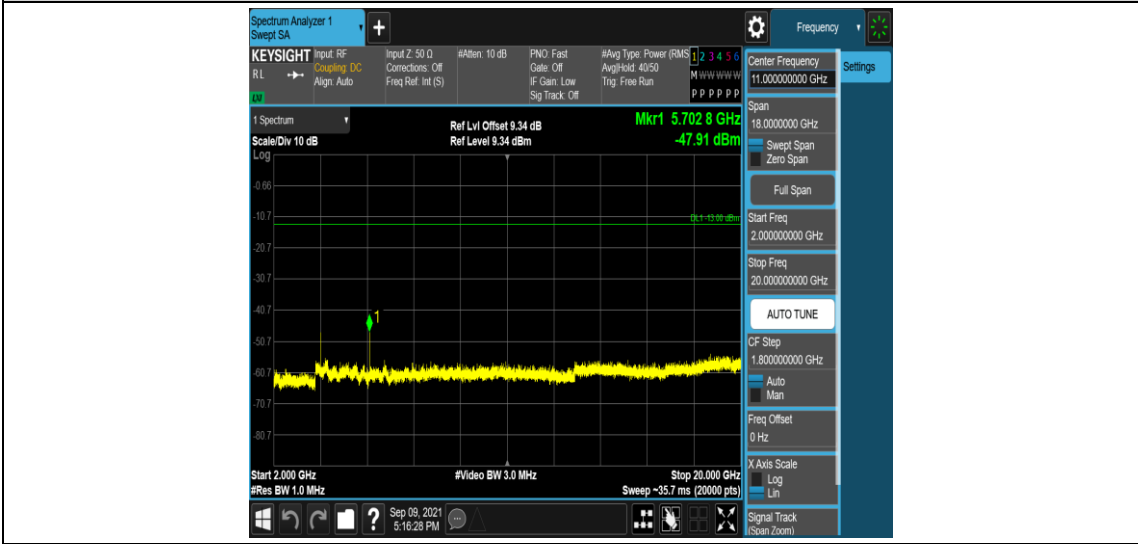 Spectrum Analyzer 1
Swept SA
+
Frequency
KEYSIGHT
RL
LM
Input: RF
Coupling: DC
Align: Auto
Input Z: 50 Ω
Corrections: Off
Freq Ref: Int (S)
#Atten: 10 dB
PNO: Fast
Gate: Off
IF Gain: Low
Sig Track: Off
#Avg Type: Power (RMS
Avg|Hold: 40/50
Trig: Free Run
1 2 3 4 5 6
M W W W W W
P P P P P P
1 Spectrum
Scale/Div 10 dB
Log
Ref Lvl Offset 9.34 dB
Ref Level 9.34 dBm
Mkr1 5.702 8 GHz
-47.91 dBm
-0.66
-10.7
DL1 -13.00 dBm
-20.7
-30.7
-40.7
1
-50.7
-60.7
-70.7
-80.7
Start 2.000 GHz
#Res BW 1.0 MHz
#Video BW 3.0 MHz
Stop 20.000 GHz
Sweep ~35.7 ms (20000 pts)
Sep 09, 2021
5:16:28 PM
?
Center Frequency
11.000000000 GHz
Settings
Span
18.0000000 GHz
Swept Span
Zero Span
Full Span
Start Freq
2.000000000 GHz
Stop Freq
20.000000000 GHz
AUTO TUNE
CF Step
1.800000000 GHz
Auto
Man
Freq Offset
0 Hz
X Axis Scale
Log
Lin
Signal Track
(Span Zoom)